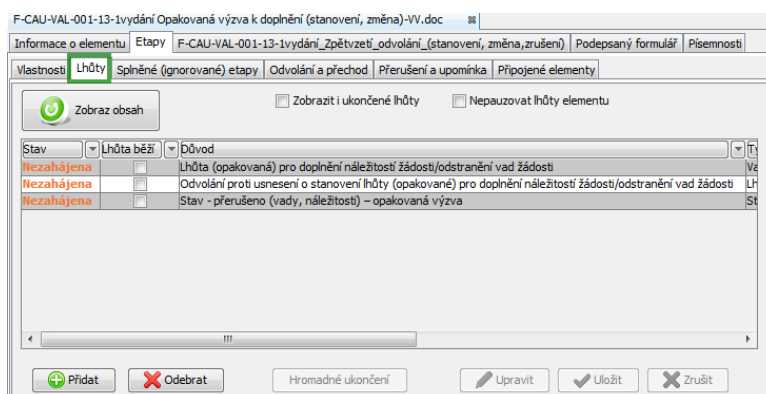 F-CAU-VAL-001-13-1vydání Opakovaná výzva k doplnění (stanovení, změna)-VV.doc
Informace o elementu Etapy F-CAU-VAL-001-13-1vydání_Zpětvzetí_odvolání_(stanovení, změna,zrušení) Podepsaný formulář Písemnosti
Vlastnosti Lhůty Splněné (ignorované) etapy Odvolání a přechod Přerušení a upomínka Připojené elementy
Zobraz obsah Zobrazit i ukončené lhůty Nepauzovat lhůty elementu
Stav Lhůta běží Důvod
Nezahájena Lhůta (opakovaná) pro doplnění náležitostí žádosti/odstranění vad žádosti
Nezahájena Odvolání proti usnesení o stanovení lhůty (opakované) pro doplnění náležitostí žádosti/odstranění vad žádosti
Nezahájena Stav - přerušeno (vady, náležitosti) – opakovaná výzva
Přidat Odebrat Hromadné ukončení Upravit Uložit Zrušit